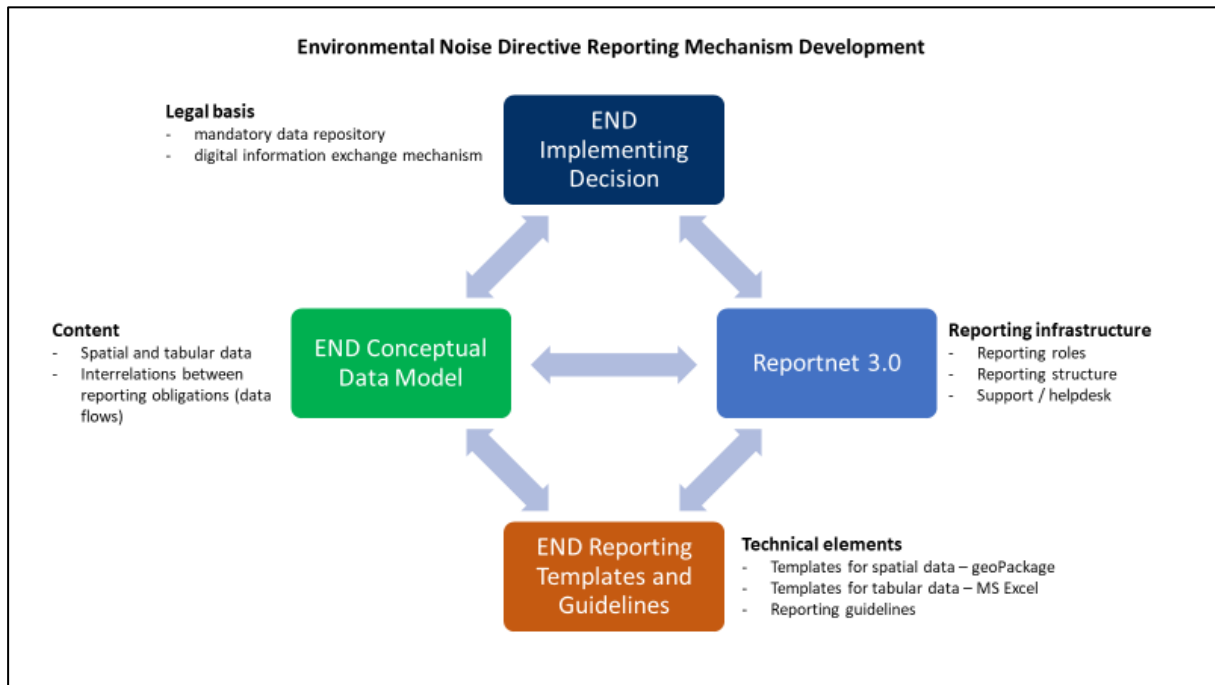 Environmental Noise Directive Reporting Mechanism Development
Legal basis
- mandatory data repository
- digital information exchange mechanism
END
Implementing
Decision
Content
- Spatial and tabular data
- Interrelations between
reporting obligations (data
flows)
END Conceptual
Data Model
Reportnet 3.0
Reporting infrastructure
- Reporting roles
- Reporting structure
- Support / helpdesk
END Reporting
Templates and
Guidelines
Technical elements
- Templates for spatial data – geoPackage
- Templates for tabular data – MS Excel
- Reporting guidelines